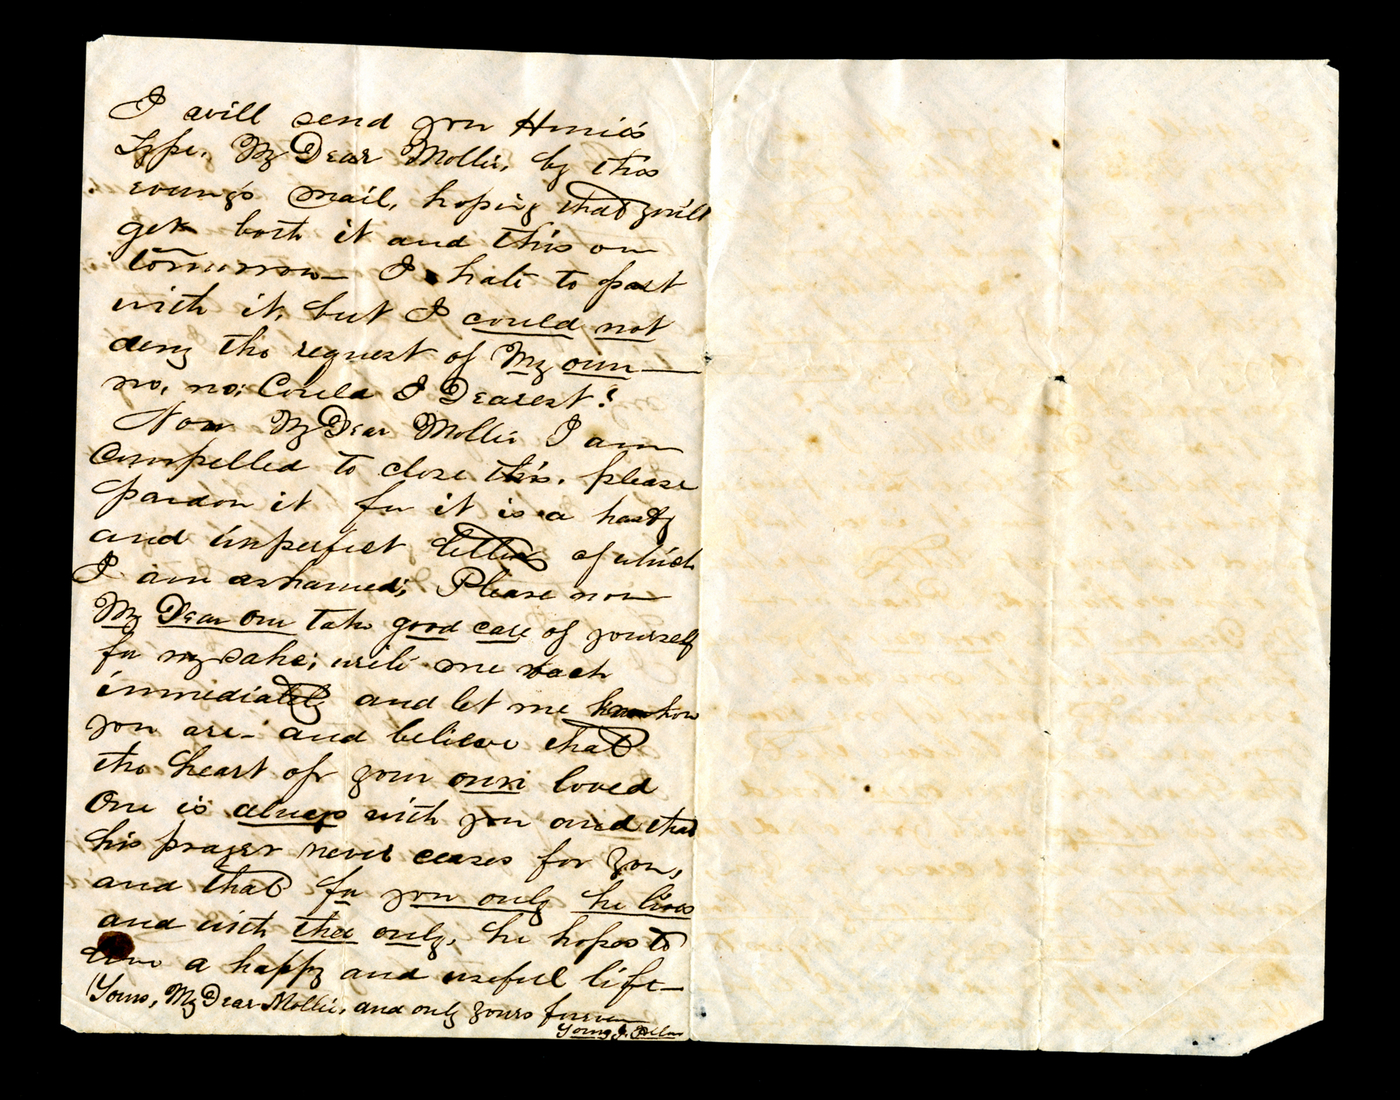 I will send you
Type, My Dear Mollie, by this
evening's mail, hoping that you'll
get both it and this on
tomorrow— I hate to part
with it, but I could not
deny the request of My own—
no, no; Could I Dearest?
Now My Dear Mollie I am
Compelled to close this. please
pardon it for it is a hasty
and imperfect letter of which
I am ashamed; Please now
My Dear One take good care of yourself
for my sake; write me back
immediately and let me know how
you are— and believe that
the heart of your own loved
One is always with you and that
his prayer never ceases for you,
and that for you only he lives
and with thee only, he hopes to
live a happy and useful life—
Yours, My Dear Mollie, and only yours forever
Young J. Allen